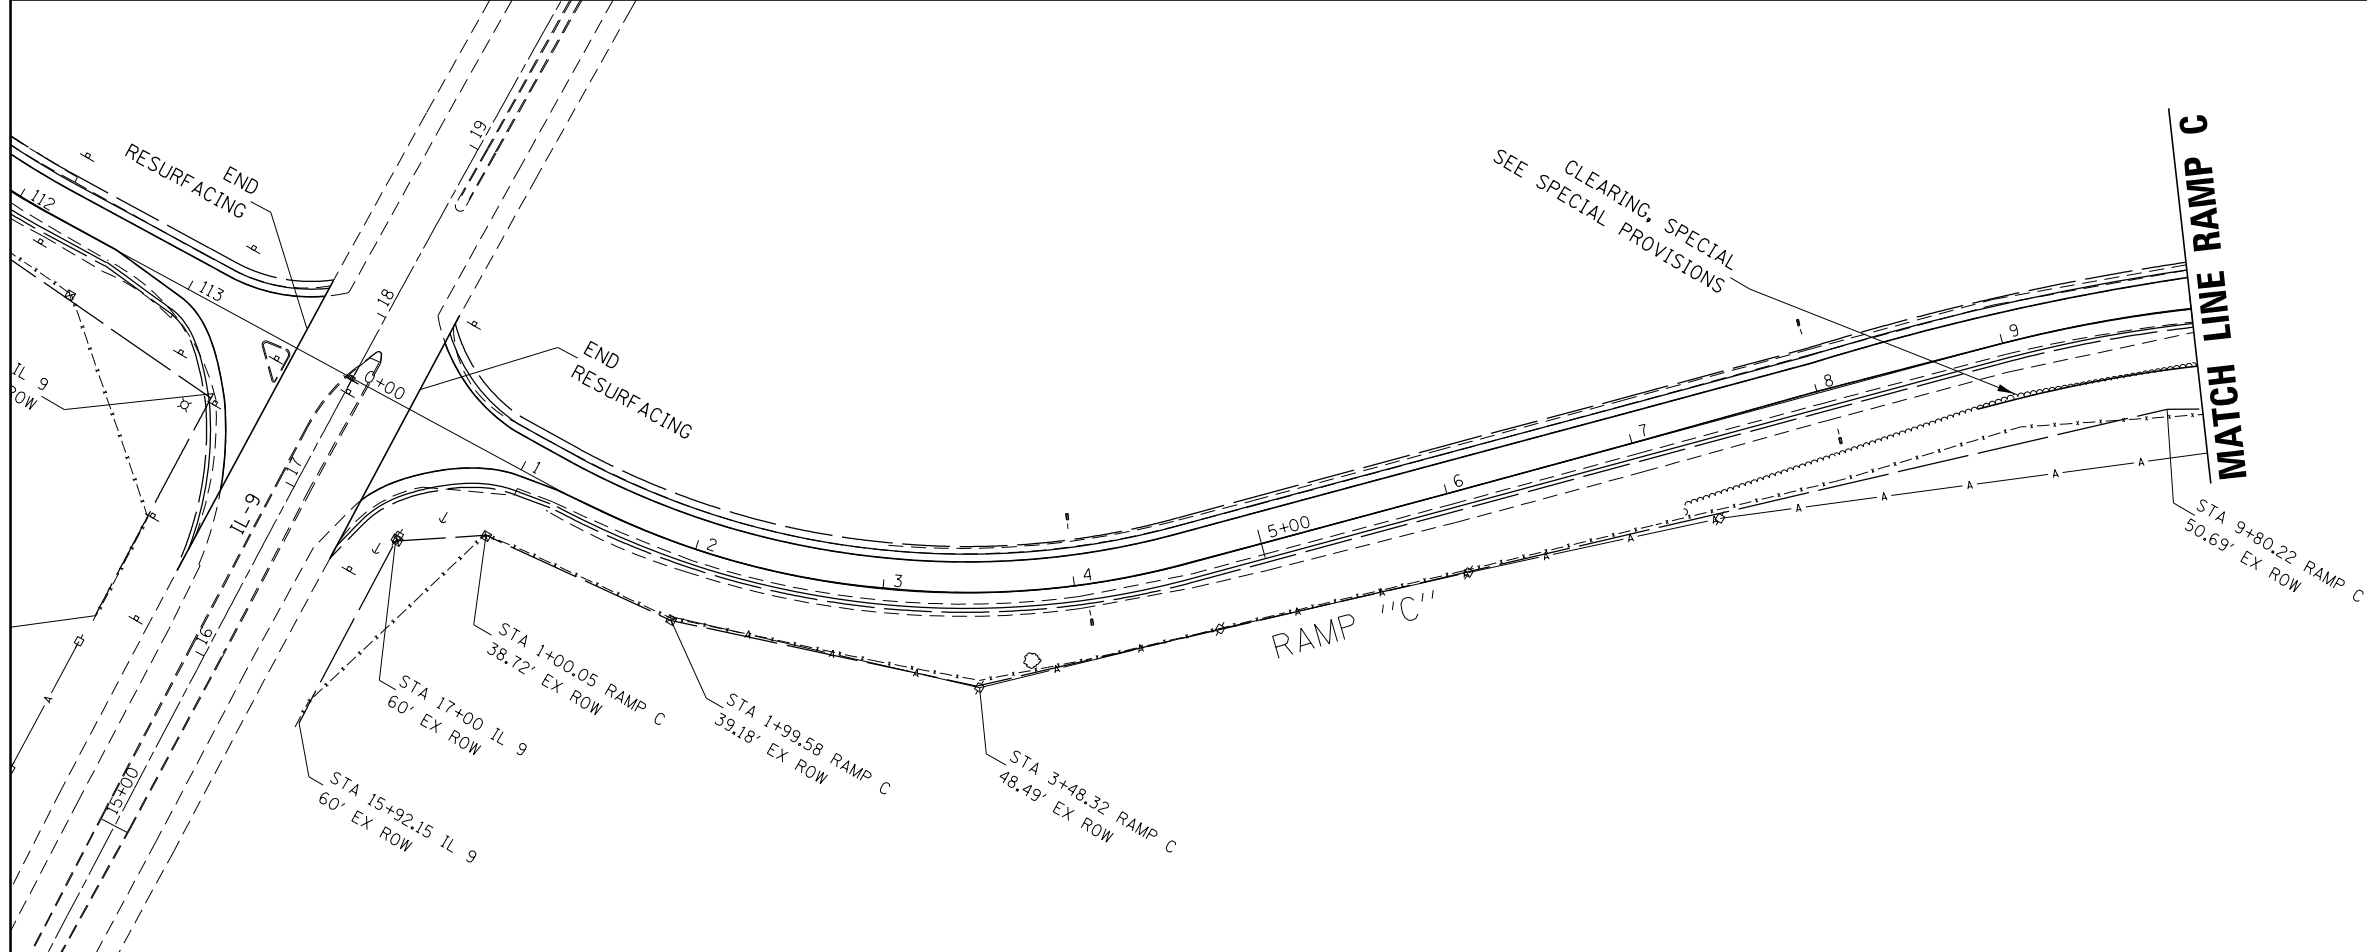 END
RESURFACING
112
113
IL 9
ROW
19
18
17
IL-9
16
15+00
0+00
END
RESURFACING
1
2
3
4
5+00
6
7
8
9
CLEARING, SPECIAL
SEE SPECIAL PROVISIONS
MATCH LINE RAMP C
STA 9+80.22 RAMP C
50.69' EX ROW
RAMP "C"
STA 1+00.05 RAMP C
38.72' EX ROW
STA 17+00 IL 9
60' EX ROW
STA 15+92.15 IL 9
60' EX ROW
STA 1+99.58 RAMP C
39.18' EX ROW
STA 3+48.32 RAMP C
48.49' EX ROW